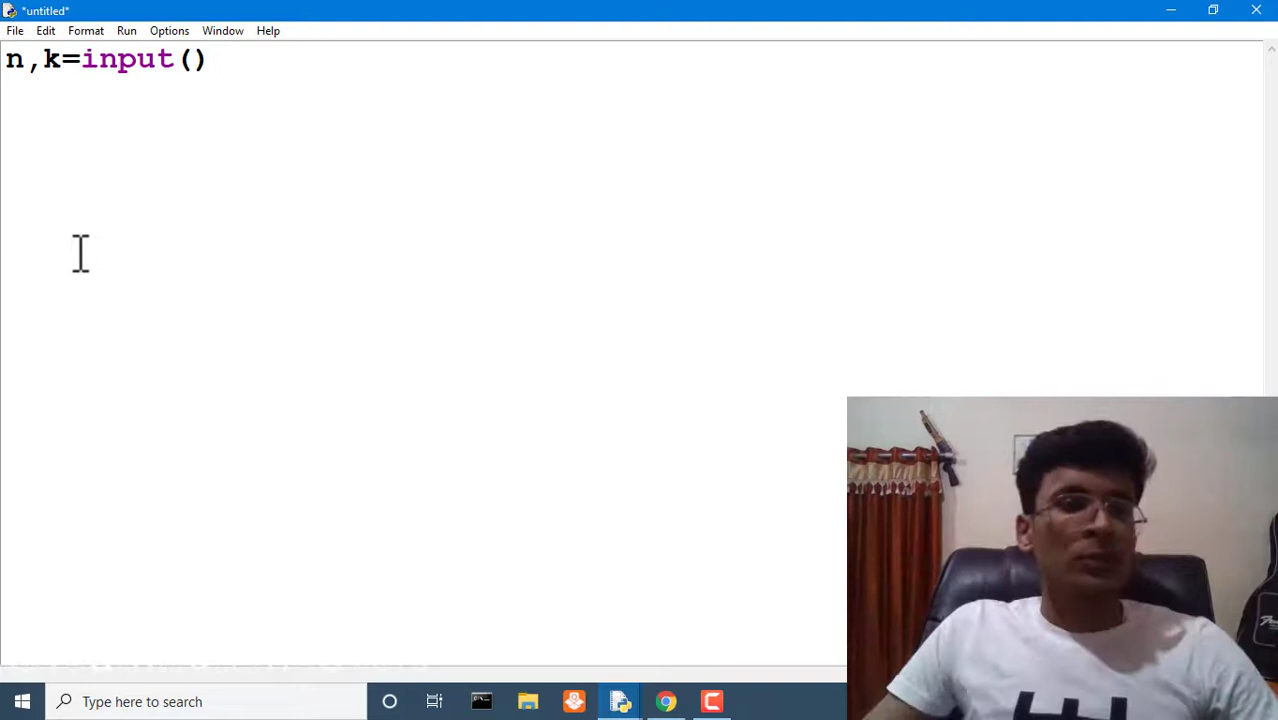 *untitled*
File Edit Format Run Options Window Help
n,k=input()
Type here to search